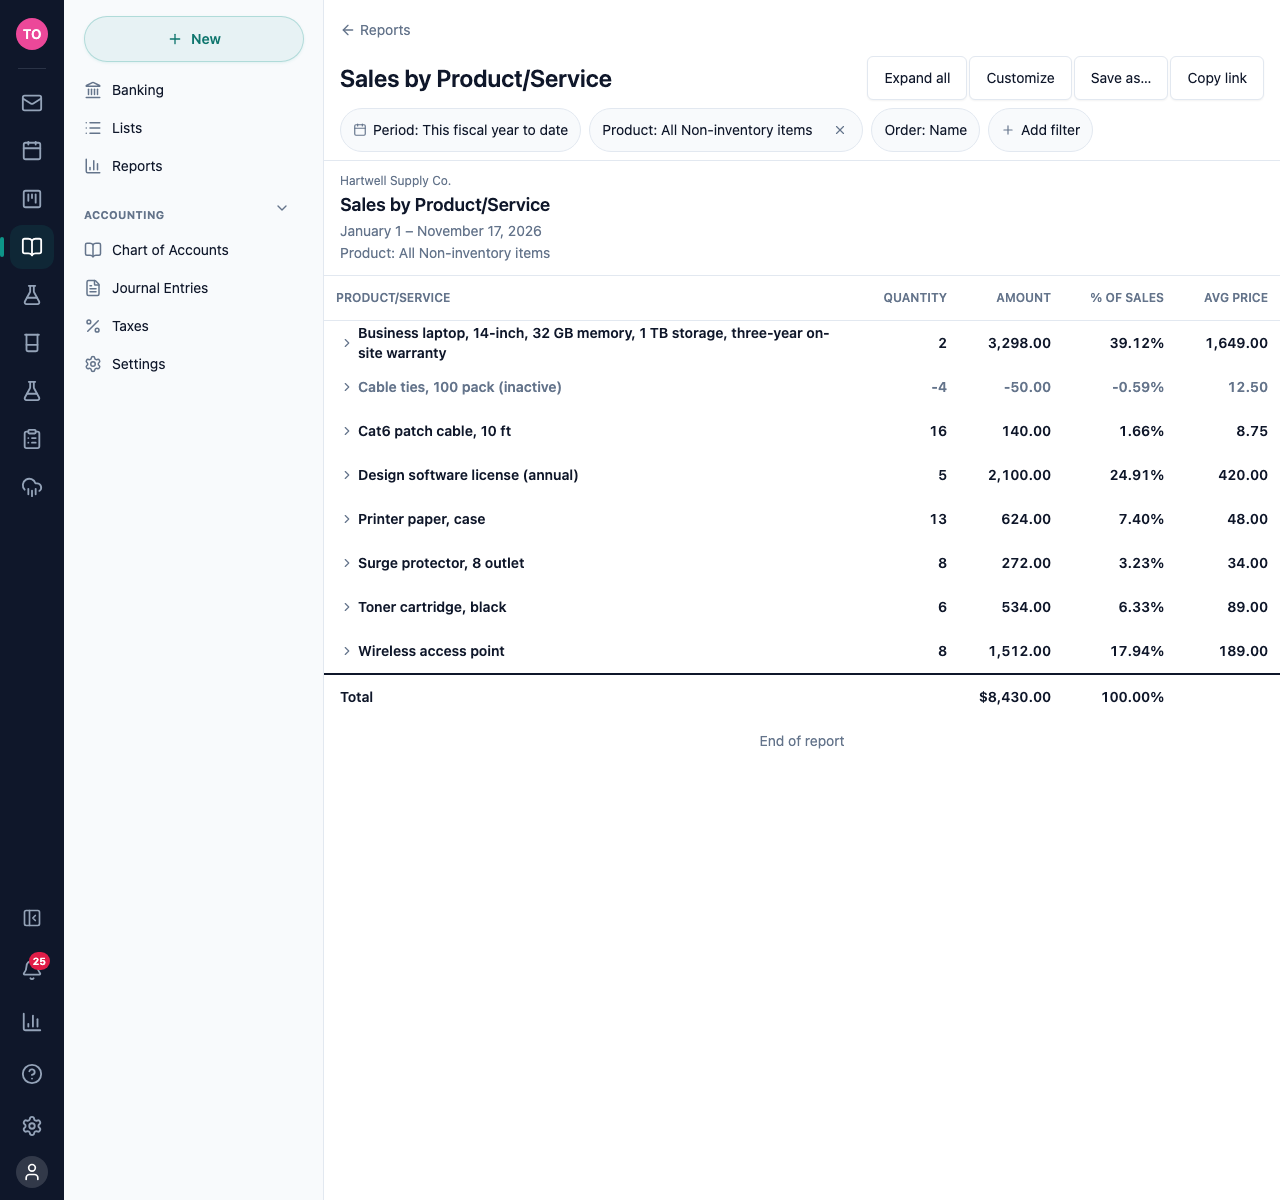 TO
New
Banking
Lists
Reports
ACCOUNTING
Chart of Accounts
Journal Entries
Taxes
Settings
25
Reports
Sales by Product/Service
Expand all
Customize
Save as...
Copy link
Period: This fiscal year to date
Product: All Non-inventory items
Order: Name
Add filter
Hartwell Supply Co.
Sales by Product/Service
January 1 – November 17, 2026
Product: All Non-inventory items
PRODUCT/SERVICE QUANTITY AMOUNT % OF SALES AVG PRICE
Business laptop, 14-inch, 32 GB memory, 1 TB storage, three-year on-
site warranty 2 3,298.00 39.12% 1,649.00
Cable ties, 100 pack (inactive) -4 -50.00 -0.59% 12.50
Cat6 patch cable, 10 ft 16 140.00 1.66% 8.75
Design software license (annual) 5 2,100.00 24.91% 420.00
Printer paper, case 13 624.00 7.40% 48.00
Surge protector, 8 outlet 8 272.00 3.23% 34.00
Toner cartridge, black 6 534.00 6.33% 89.00
Wireless access point 8 1,512.00 17.94% 189.00
Total $8,430.00 100.00%
End of report